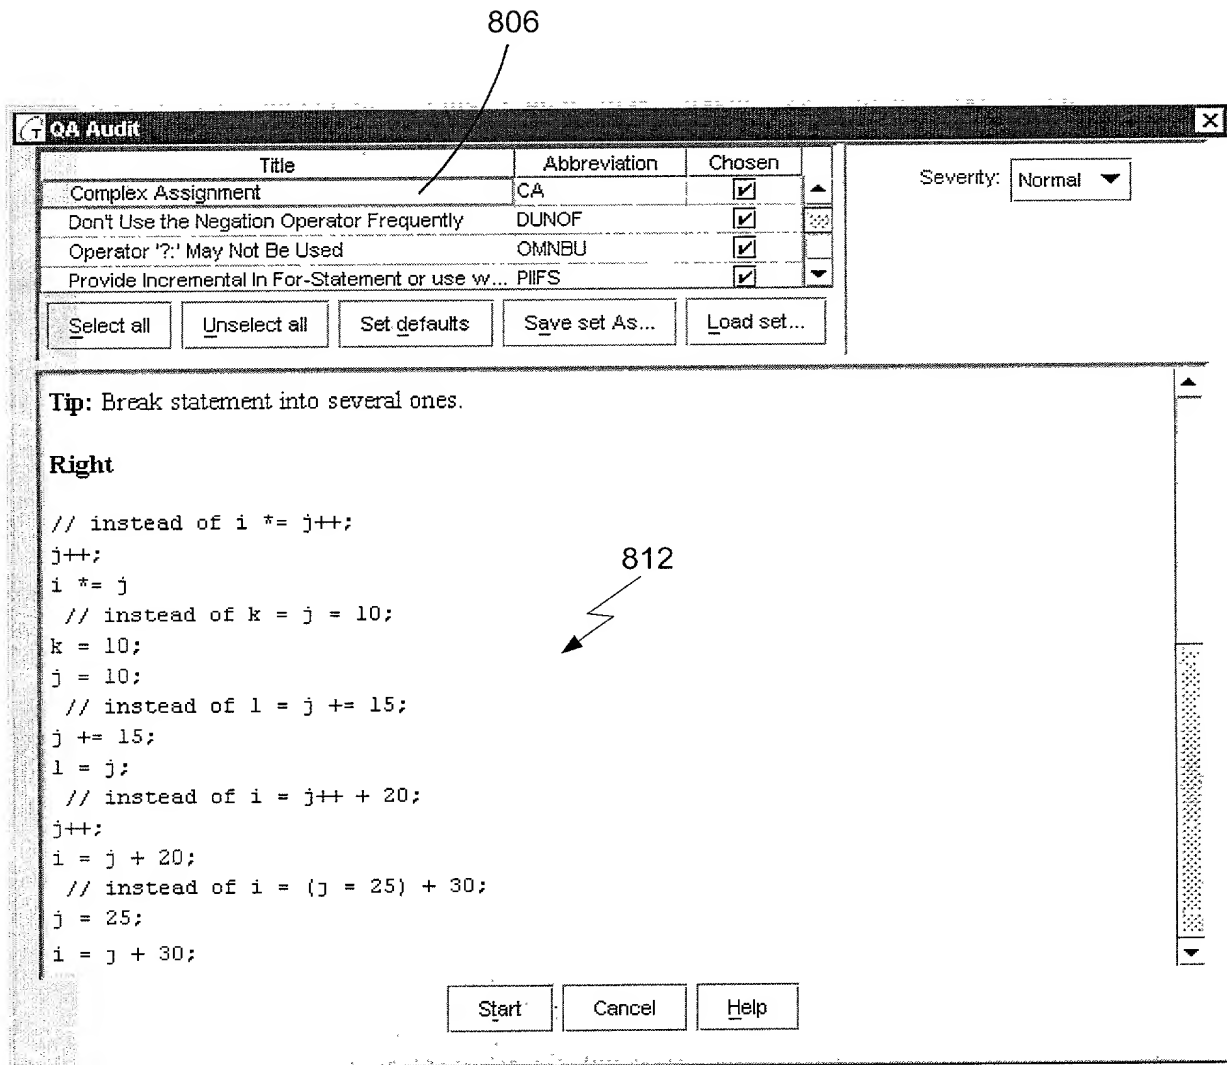 806
QA Audit
Title Abbreviation Chosen
Complex Assignment CA
Don't Use the Negation Operator Frequently DUNOF
Operator '?:' May Not Be Used OMNBU
Provide Incremental In For-Statement or use w... PIIFS
Severity: Normal
Select all Unselect all Set defaults Save set As... Load set...
Tip: Break statement into several ones.
Right
// instead of i *= j++;
j++;
i *= j
812
// instead of k = j = 10;
k = 10;
j = 10;
// instead of l = j += 15;
j += 15;
l = j;
// instead of i = j++ + 20;
j++;
i = j + 20;
// instead of i = (j = 25) + 30;
j = 25;
i = j + 30;
Start Cancel Help